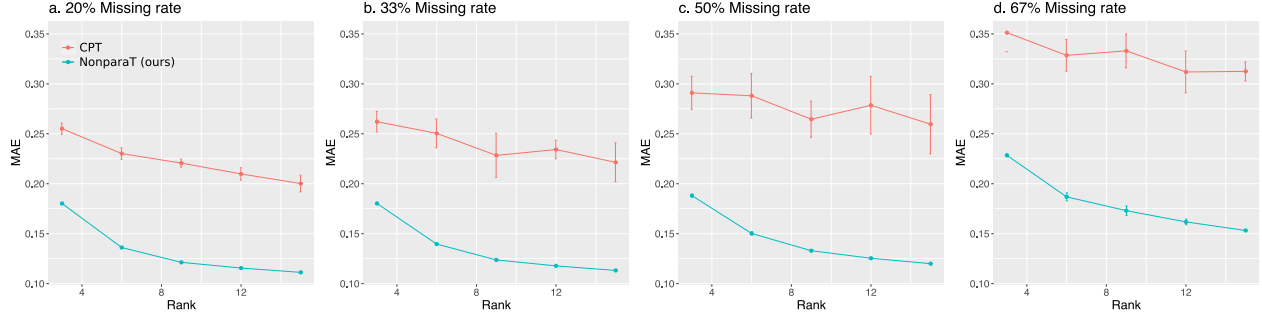 a. 20% Missing rate
0.35
0.30
0.25
0.20
0.15
0.10
MAE
CPT
NonparaT (ours)
4
8
12
Rank
b. 33% Missing rate
0.35
0.30
0.25
0.20
0.15
0.10
MAE
4
8
12
Rank
c. 50% Missing rate
0.35
0.30
0.25
0.20
0.15
0.10
MAE
4
8
12
Rank
d. 67% Missing rate
0.35
0.30
0.25
0.20
0.15
0.10
MAE
4
8
12
Rank